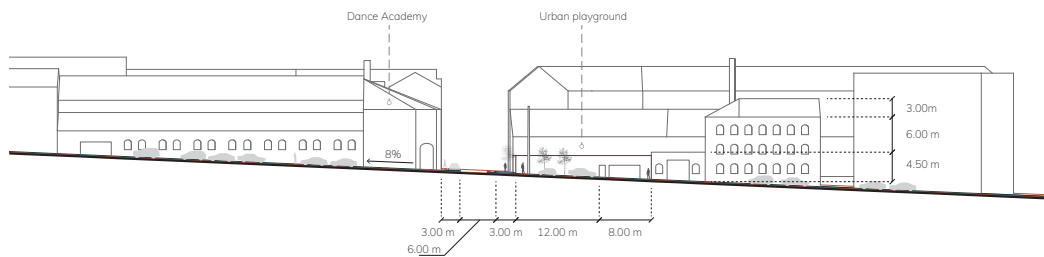 Dance Academy
Urban playground
3.00m
6.00 m
4.50 m
8%
3.00 m
3.00 m
12.00 m
8.00 m
6.00 m